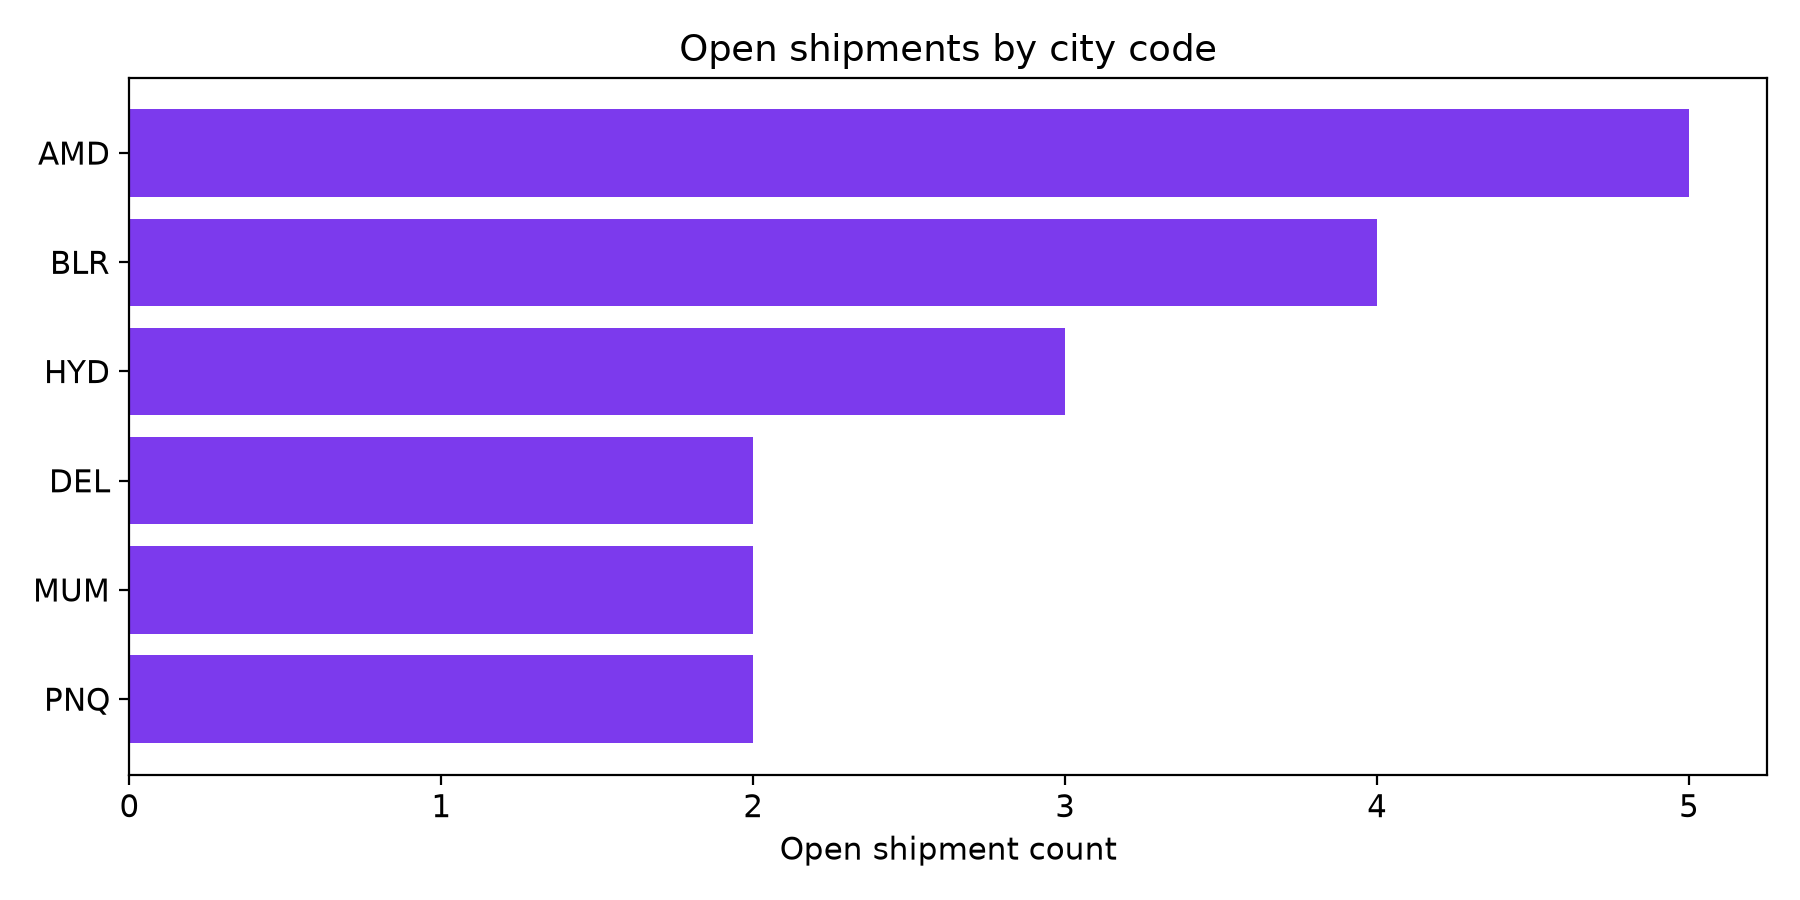 Open shipments by city code
AMD
BLR
HYD
DEL
MUM
PNQ
0 1 2 3 4 5
Open shipment count